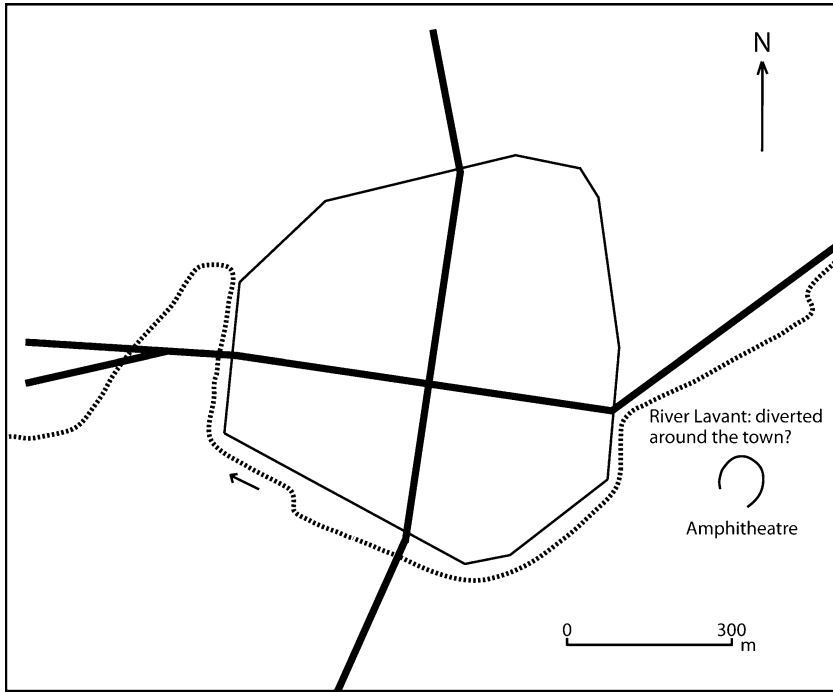 N
River Lavant: diverted
around the town?
Amphitheatre
0 300
m